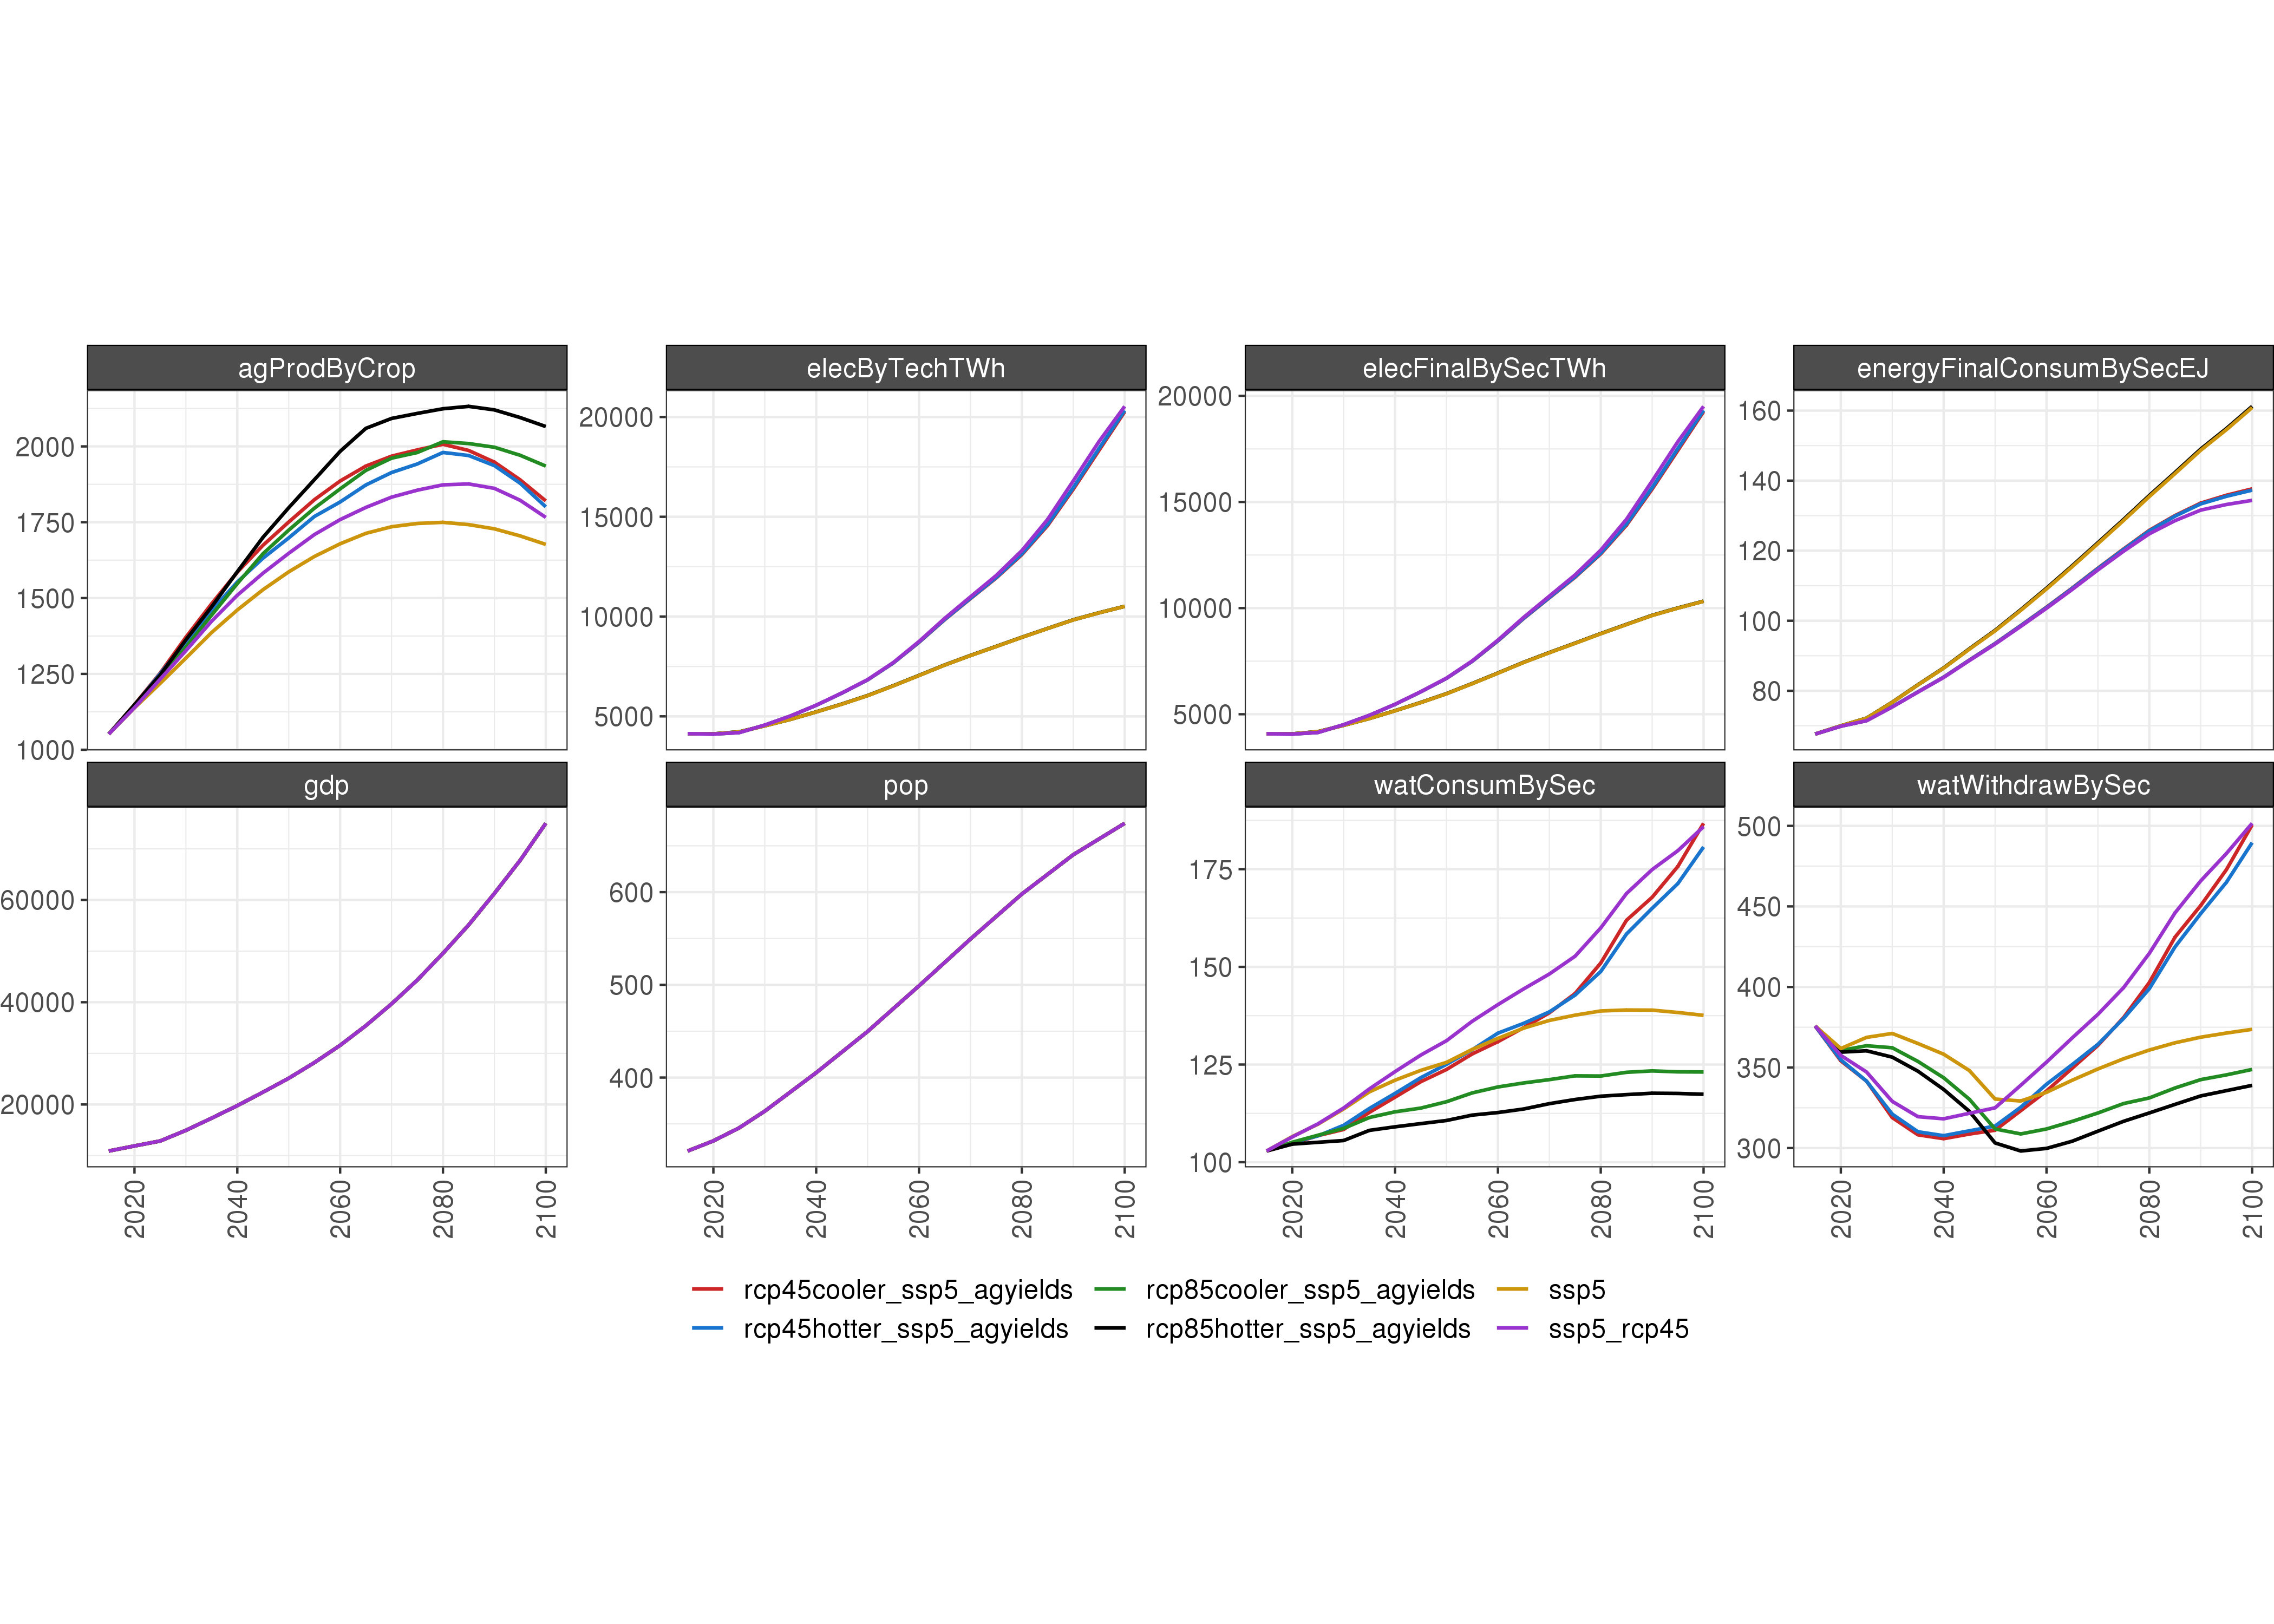 agProdByCrop
elecByTechTWh
elecFinalBySecTWh
energyFinalConsumBySecEJ
2000
1750
1500
1250
1000
20000
15000
10000
5000
20000
15000
10000
5000
160
140
120
100
80
gdp
pop
watConsumBySec
watWithdrawBySec
60000
40000
20000
600
500
400
175
150
125
100
500
450
400
350
300
2020 2040 2060 2080 2100
2020 2040 2060 2080 2100
2020 2040 2060 2080 2100
2020 2040 2060 2080 2100
rcp45cooler_ssp5_agyields rcp85cooler_ssp5_agyields ssp5
rcp45hotter_ssp5_agyields rcp85hotter_ssp5_agyields ssp5_rcp45